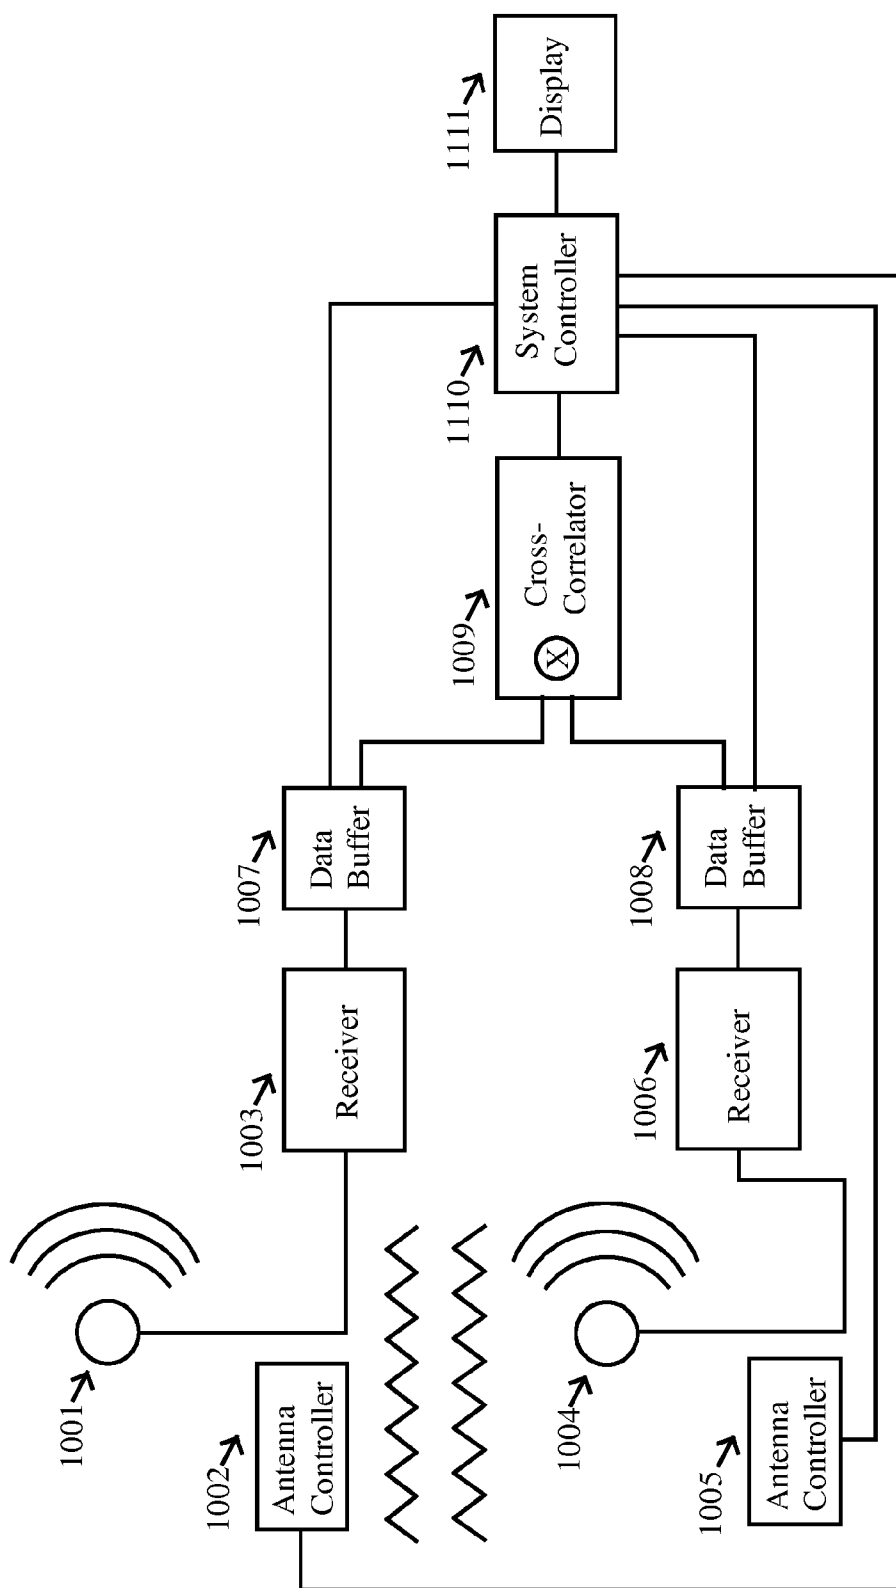 1001
1002
Antenna
Controller
1003
Receiver
1007
Data
Buffer
1004
1005
Antenna
Controller
1006
Receiver
1008
Data
Buffer
1009
X
Cross-
Correlator
1110
System
Controller
1111
Display